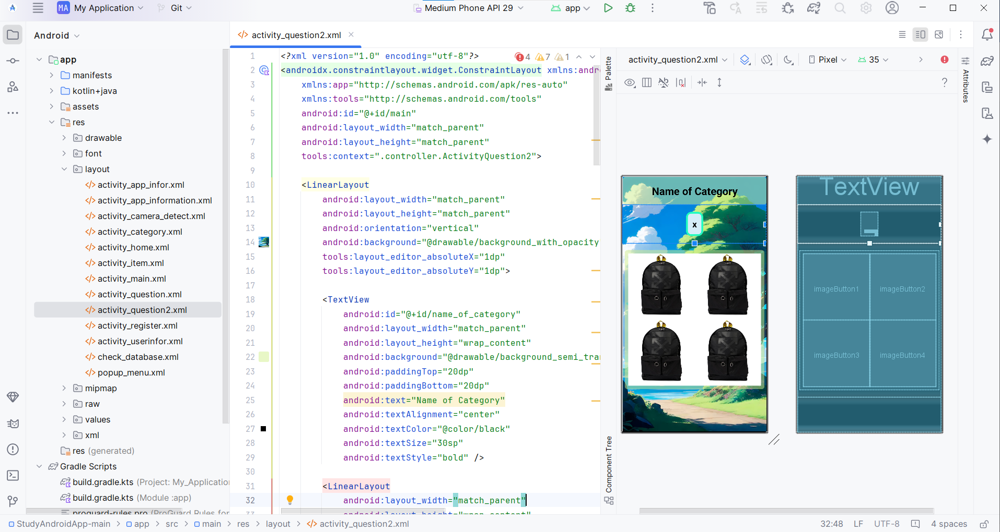 MA My Application Git Medium Phone API 29 app
Android
app
manifests
kotlin+java
assets
res
drawable
font
layout
activity_app_infor.xml
activity_app_information.xml
activity_camera_detect.xml
activity_category.xml
activity_home.xml
activity_item.xml
activity_main.xml
activity_question.xml
activity_question2.xml
activity_register.xml
activity_userinfor.xml
check_database.xml
popup_menu.xml
mipmap
raw
values
xml
res (generated)
Gradle Scripts
build.gradle.kts (Project: My_Applicatio
build.gradle.kts (Module :app)
proguard-rules.pro (ProGuard Rules for
activity_question2.xml
4 7 1
1 <?xml version="1.0" encoding="utf-8"?>
2 <androidx.constraintlayout.widget.ConstraintLayout xmlns:andr
3 xmlns:app="http://schemas.android.com/apk/res-auto"
4 xmlns:tools="http://schemas.android.com/tools"
5 android:id="@+id/main"
6 android:layout_width="match_parent"
7 android:layout_height="match_parent"
8 tools:context=".controller.ActivityQuestion2">
9
10 <LinearLayout
11 android:layout_width="match_parent"
12 android:layout_height="match_parent"
13 android:orientation="vertical"
14 android:background="@drawable/background_with_opacity"
15 tools:layout_editor_absoluteX="1dp"
16 tools:layout_editor_absoluteY="1dp">
17
18 <TextView
19 android:id="@+id/name_of_category"
20 android:layout_width="match_parent"
21 android:layout_height="wrap_content"
22 android:background="@drawable/background_semi_tra
23 android:paddingTop="20dp"
24 android:paddingBottom="20dp"
25 android:text="Name of Category"
26 android:textAlignment="center"
27 android:textColor="@color/black"
28 android:textSize="30sp"
29 android:textStyle="bold" />
30
31 <LinearLayout
32 android:layout_width="match_parent"
33 android:layout_height="wrap_content"
Palette
Component Tree
activity_question2.xml Pixel 35
Attributes
?
Name of Category
x
TextView
imageButton1 imageButton2
imageButton3 imageButton4
StudyAndroidApp-main > app > src > main > res > layout > activity_question2.xml
32:48 LF UTF-8 4 spaces